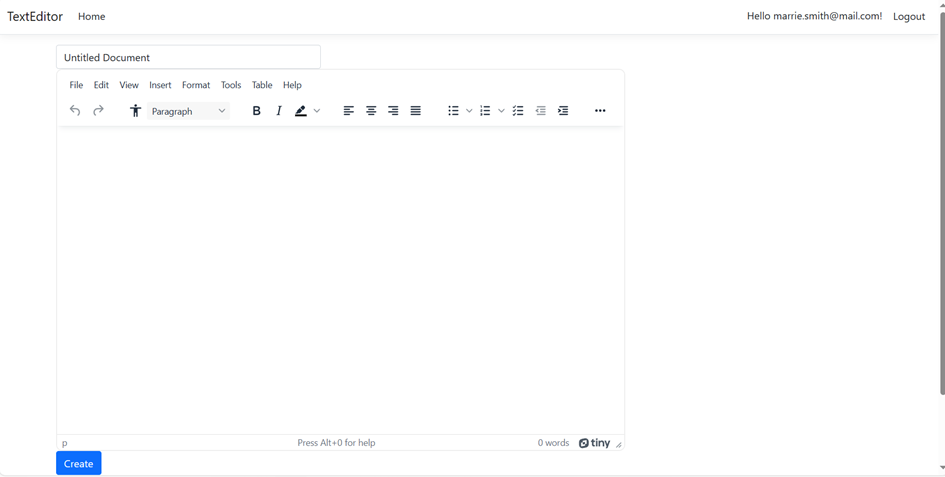 TextEditor Home Hello marrie.smith@mail.com! Logout
Untitled Document
File Edit View Insert Format Tools Table Help
Paragraph B I
p Press Alt+0 for help 0 words tiny
Create